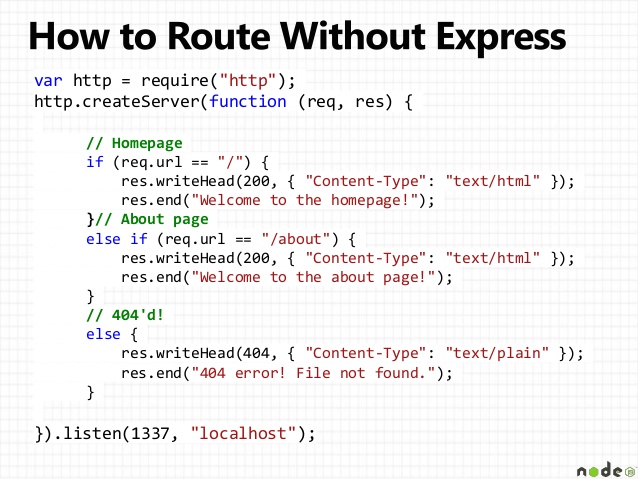 How to Route Without Express
var http = require("http");
http.createServer(function (req, res) {
// Homepage
if (req.url == "/") {
res.writeHead(200, { "Content-Type": "text/html" });
res.end("Welcome to the homepage!");
}// About page
else if (req.url == "/about") {
res.writeHead(200, { "Content-Type": "text/html" });
res.end("Welcome to the about page!");
}
// 404'd!
else {
res.writeHead(404, { "Content-Type": "text/plain" });
res.end("404 error! File not found.");
}
}).listen(1337, "localhost");
node JS